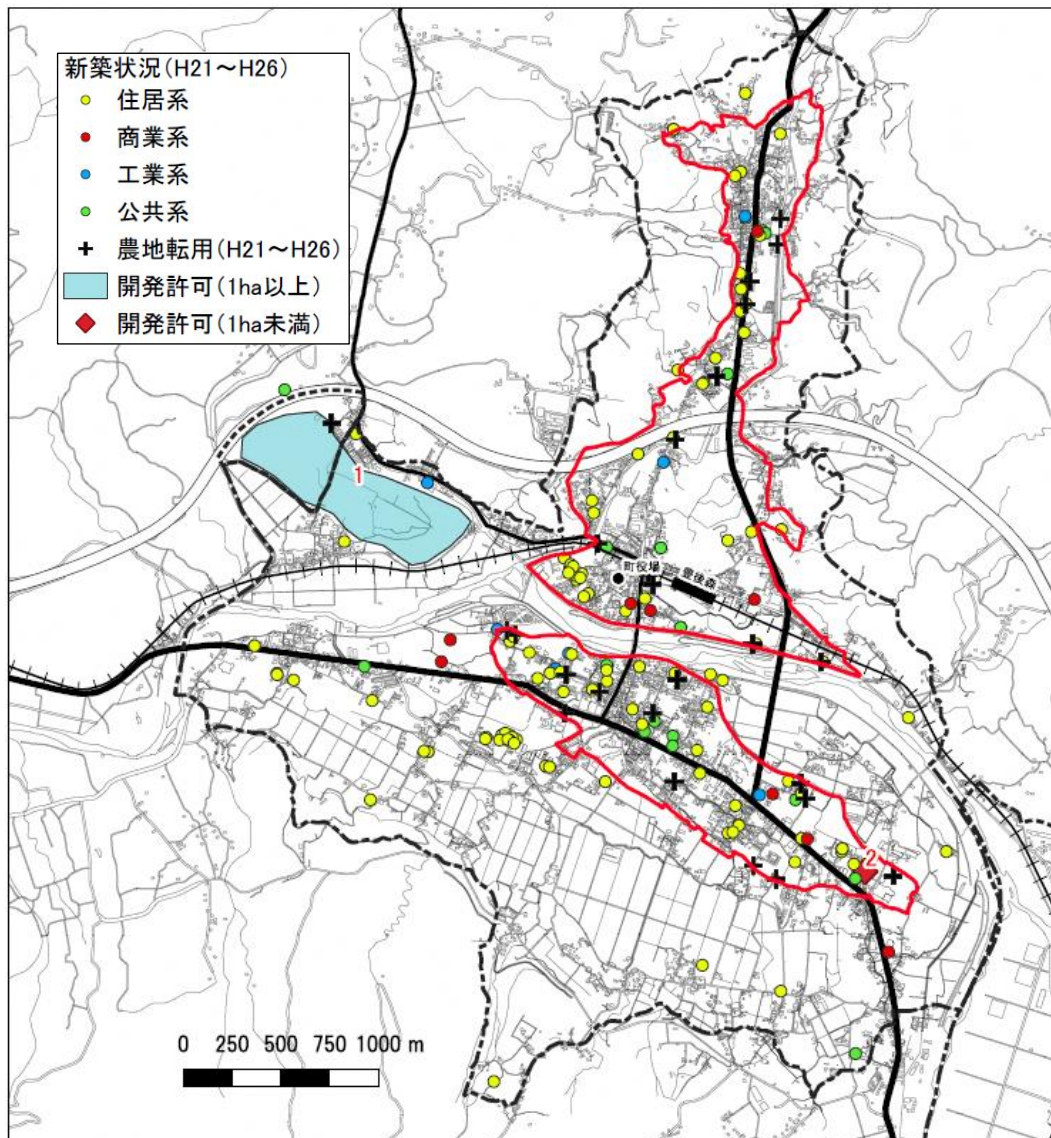 新築状況(H21～H26)
住居系
商業系
工業系
公共系
農地転用(H21～H26)
開発許可(1ha以上)
開発許可(1ha未満)
1
町役場
豊後森
2
0 250 500 750 1000 m